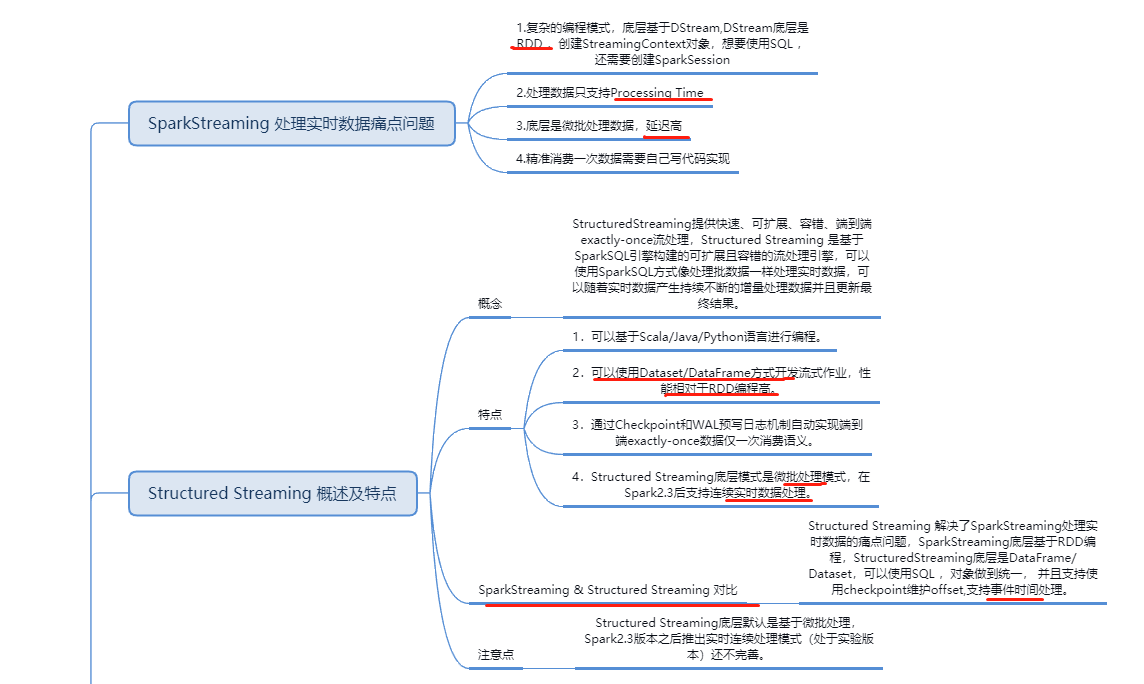 1.复杂的编程模式，底层基于DStream,DStream底层是
RDD ，创建StreamingContext对象，想要使用SQL ，
还需要创建SparkSession
SparkStreaming 处理实时数据痛点问题
2.处理数据只支持Processing Time
3.底层是微批处理数据，延迟高
4.精准消费一次数据需要自己写代码实现
StructuredStreaming提供快速、可扩展、容错、端到端
exactly-once流处理，Structured Streaming 是基于
SparkSQL引擎构建的可扩展且容错的流处理引擎，可以
使用SparkSQL方式像处理批数据一样处理实时数据，可
以随着实时数据产生持续不断的增量处理数据并且更新最
终结果。
概念
1．可以基于Scala/Java/Python语言进行编程。
2．可以使用Dataset/DataFrame方式开发流式作业，性
能相对于RDD编程高。
特点
3．通过Checkpoint和WAL预写日志机制自动实现端到
端exactly-once数据仅一次消费语义。
4．Structured Streaming底层模式是微批处理模式，在
Spark2.3后支持连续实时数据处理。
Structured Streaming 概述及特点
Structured Streaming 解决了SparkStreaming处理实
时数据的痛点问题，SparkStreaming底层基于RDD编
程，StructuredStreaming底层是DataFrame/
Dataset，可以使用SQL ，对象做到统一， 并且支持使
用checkpoint维护offset,支持事件时间处理。
SparkStreaming & Structured Streaming 对比
Structured Streaming底层默认是基于微批处理，
Spark2.3版本之后推出实时连续处理模式（处于实验版
本）还不完善。
注意点